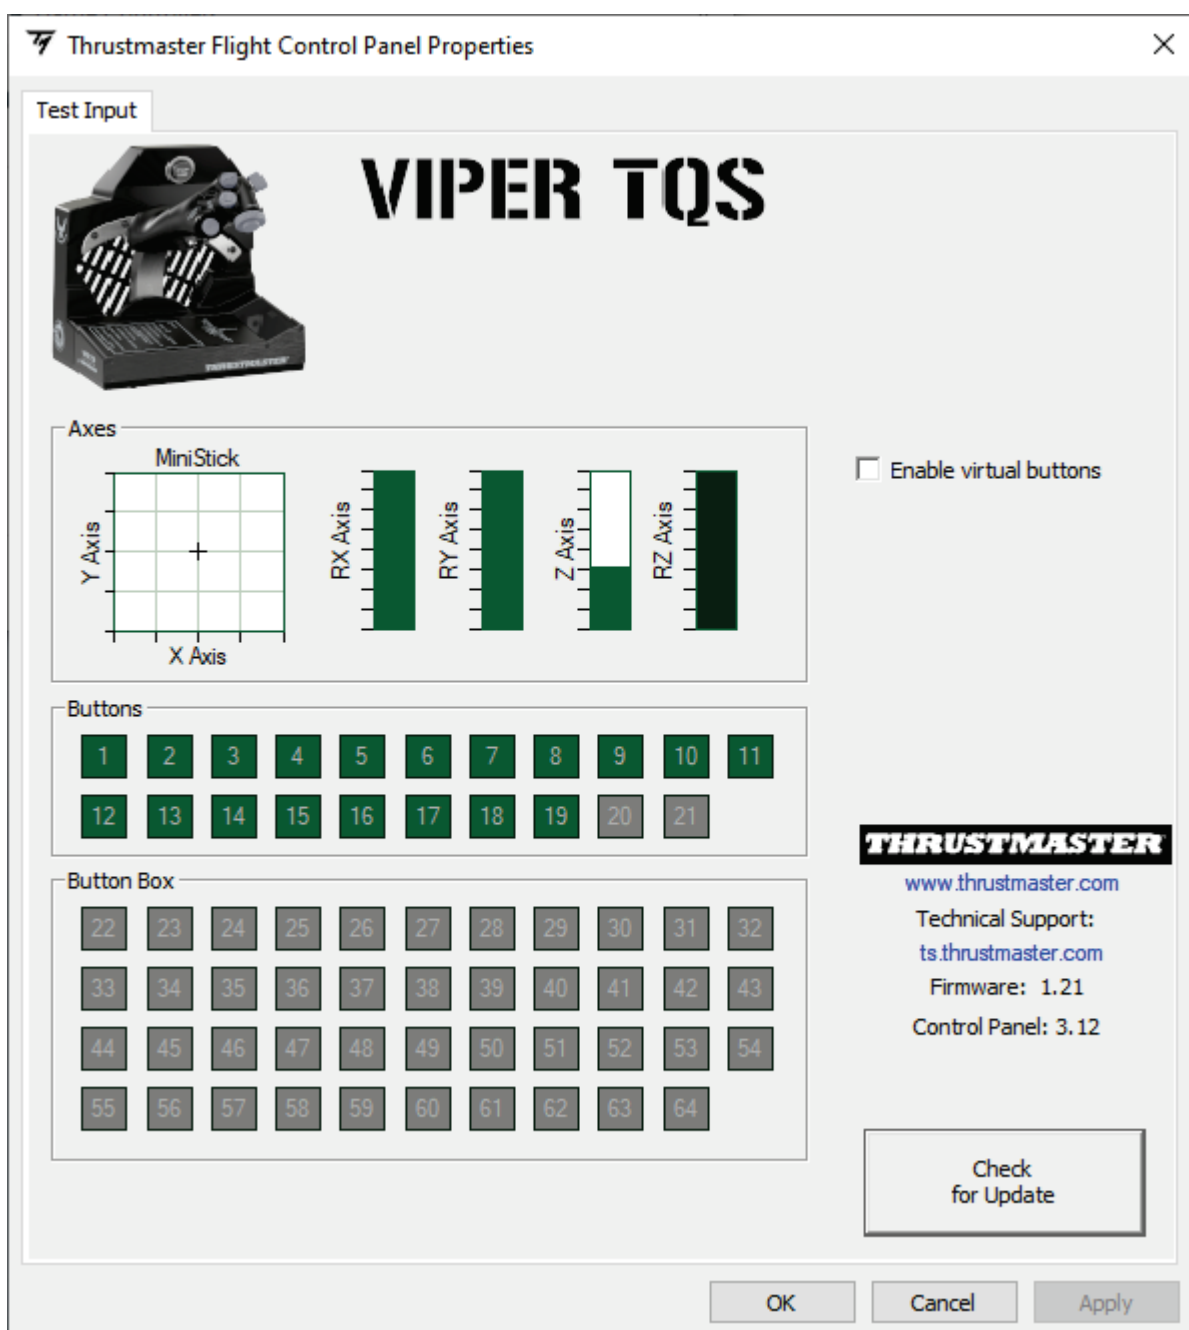 Thrustmaster Flight Control Panel Properties
Test Input
VIPER TQS
THRUSTMASTER
Axes
MiniStick
Y Axis
X Axis
RX Axis
RY Axis
Z Axis
RZ Axis
Enable virtual buttons
Buttons
1 2 3 4 5 6 7 8 9 10 11
12 13 14 15 16 17 18 19 20 21
Button Box
22 23 24 25 26 27 28 29 30 31 32
33 34 35 36 37 38 39 40 41 42 43
44 45 46 47 48 49 50 51 52 53 54
55 56 57 58 59 60 61 62 63 64
THRUSTMASTER
www.thrustmaster.com
Technical Support:
ts.thrustmaster.com
Firmware: 1.21
Control Panel: 3.12
Check
for Update
OK Cancel Apply